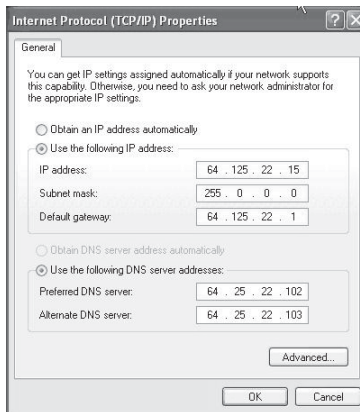 Internet Protocol (TCP/IP) Properties
General
You can get IP settings assigned automatically if your network supports
this capability. Otherwise, you need to ask your network administrator for
the appropriate IP settings.
Obtain an IP address automatically
Use the following IP address:
IP address: 64 . 125 . 22 . 15
Subnet mask: 255 . 0 . 0 . 0
Default gateway: 64 . 125 . 22 . 1
Obtain DNS server address automatically
Use the following DNS server addresses:
Preferred DNS server: 64 . 25 . 22 . 102
Alternate DNS server: 64 . 25 . 22 . 103
Advanced...
OK Cancel